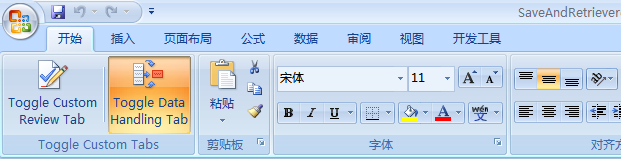 SaveAndRetriever
开始 插入 页面布局 公式 数据 审阅 视图 开发工具
Toggle Custom Review Tab
Toggle Data Handling Tab
Toggle Custom Tabs
粘贴
剪贴板
宋体 11 A A
B I U A wén 文
字体
对齐方